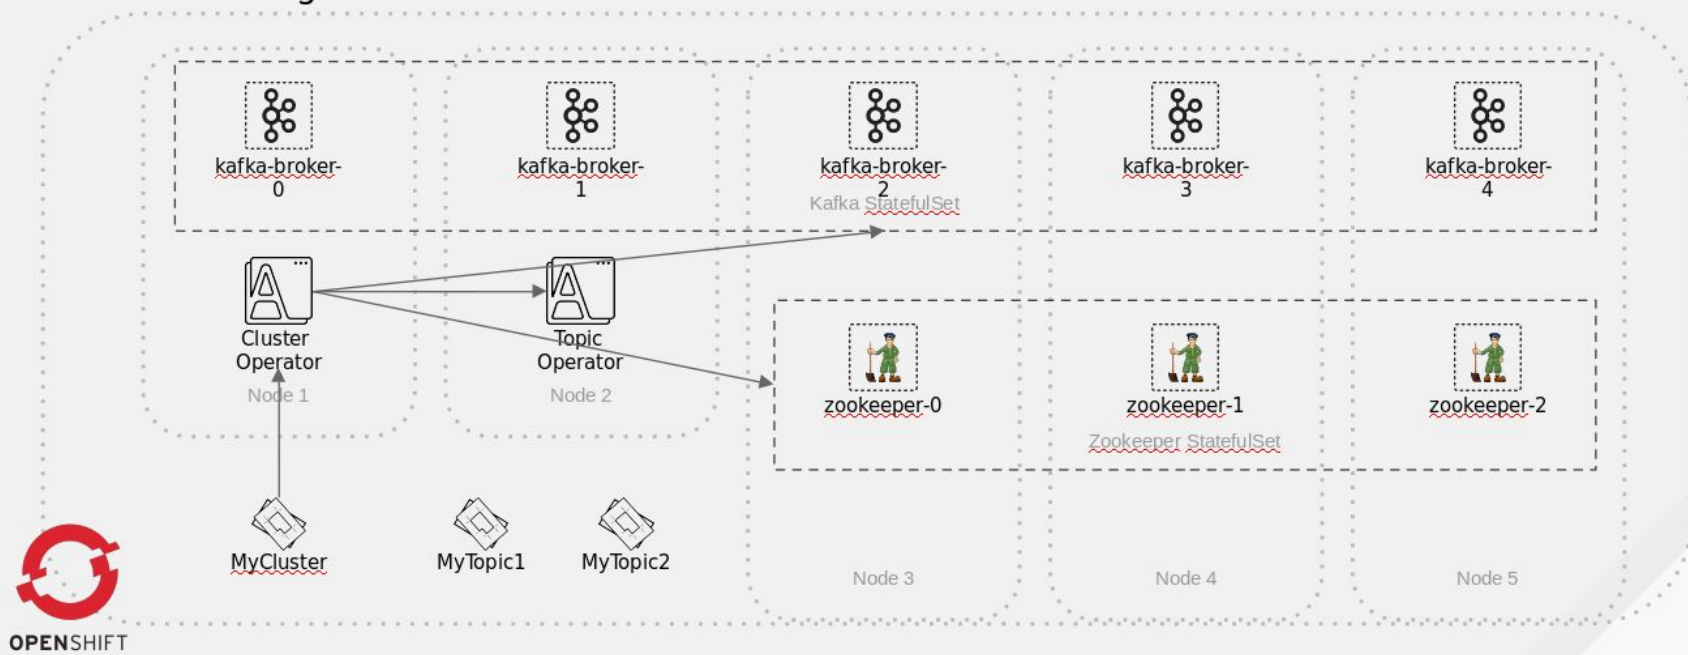 kafka-broker-
0
kafka-broker-
1
kafka-broker-
2
kafka-broker-
3
kafka-broker-
4
Kafka StatefulSet
Cluster
Operator
Topic
Operator
Node 1
Node 2
zookeeper-0
zookeeper-1
zookeeper-2
Zookeeper StatefulSet
MyCluster
MyTopic1
MyTopic2
Node 3
Node 4
Node 5
OPENSHIFT